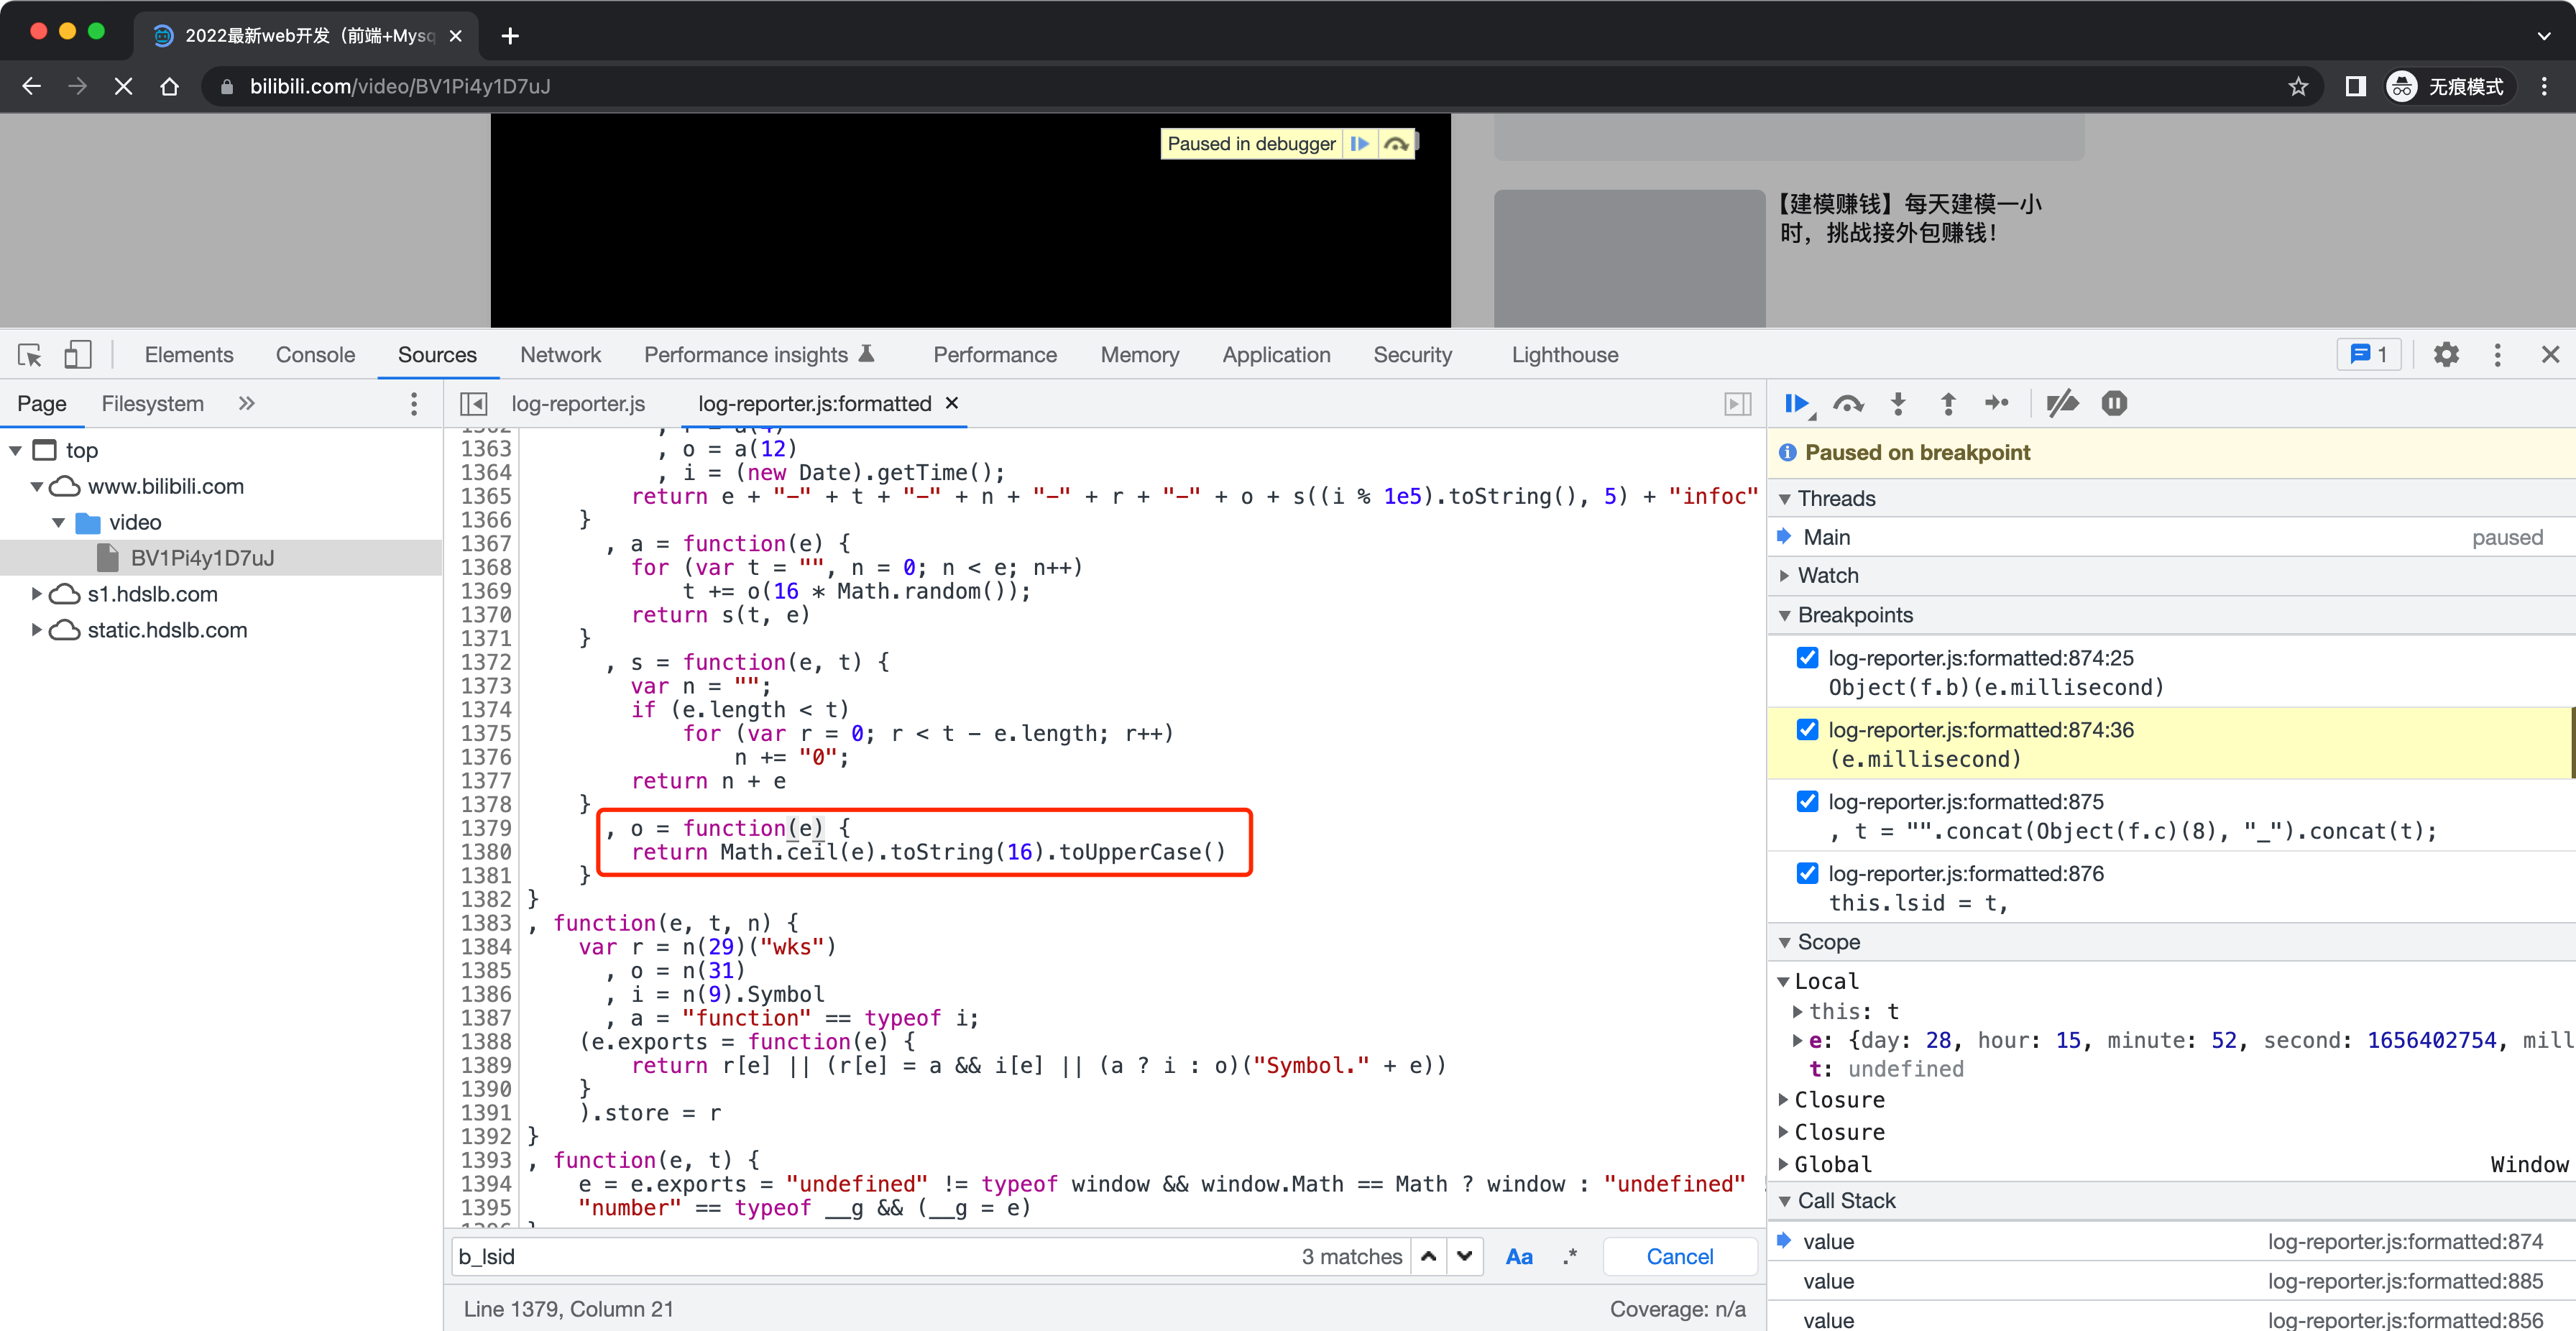 2022最新web开发（前端+Mysq
bilibili.com/video/BV1Pi4y1D7uJ
无痕模式
Paused in debugger
【建模赚钱】每天建模一小
时，挑战接外包赚钱！
Elements Console Sources Network Performance insights Performance Memory Application Security Lighthouse 1
Page Filesystem »
log-reporter.js log-reporter.js:formatted
top
www.bilibili.com
video
BV1Pi4y1D7uJ
s1.hdslb.com
static.hdslb.com
1363 , o = a(12)
1364 , i = (new Date).getTime();
1365 return e + "-" + t + "-" + n + "-" + r + "-" + o + s((i % 1e5).toString(), 5) + "infoc"
1366 }
1367 , a = function(e) {
1368 for (var t = "", n = 0; n < e; n++)
1369 t += o(16 * Math.random());
1370 return s(t, e)
1371 }
1372 , s = function(e, t) {
1373 var n = "";
1374 if (e.length < t)
1375 for (var r = 0; r < t - e.length; r++)
1376 n += "0";
1377 return n + e
1378 }
1379 , o = function(e) {
1380 return Math.ceil(e).toString(16).toUpperCase()
1381 }
1382 }
1383 , function(e, t, n) {
1384 var r = n(29)("wks")
1385 , o = n(31)
1386 , i = n(9).Symbol
1387 , a = "function" == typeof i;
1388 (e.exports = function(e) {
1389 return r[e] || (r[e] = a && i[e] || (a ? i : o)("Symbol." + e))
1390 }
1391 ).store = r
1392 }
1393 , function(e, t) {
1394 e = e.exports = "undefined" != typeof window && window.Math == Math ? window : "undefined"
1395 "number" == typeof __g && (__g = e)
b_lsid 3 matches Aa .* Cancel
Line 1379, Column 21 Coverage: n/a
Paused on breakpoint
Threads
Main paused
Watch
Breakpoints
log-reporter.js:formatted:874:25
Object(f.b)(e.millisecond)
log-reporter.js:formatted:874:36
(e.millisecond)
log-reporter.js:formatted:875
, t = "".concat(Object(f.c)(8), "_").concat(t);
log-reporter.js:formatted:876
this.lsid = t,
Scope
Local
this: t
e: {day: 28, hour: 15, minute: 52, second: 1656402754, mill
t: undefined
Closure
Closure
Global Window
Call Stack
value log-reporter.js:formatted:874
value log-reporter.js:formatted:885
value log-reporter.js:formatted:856